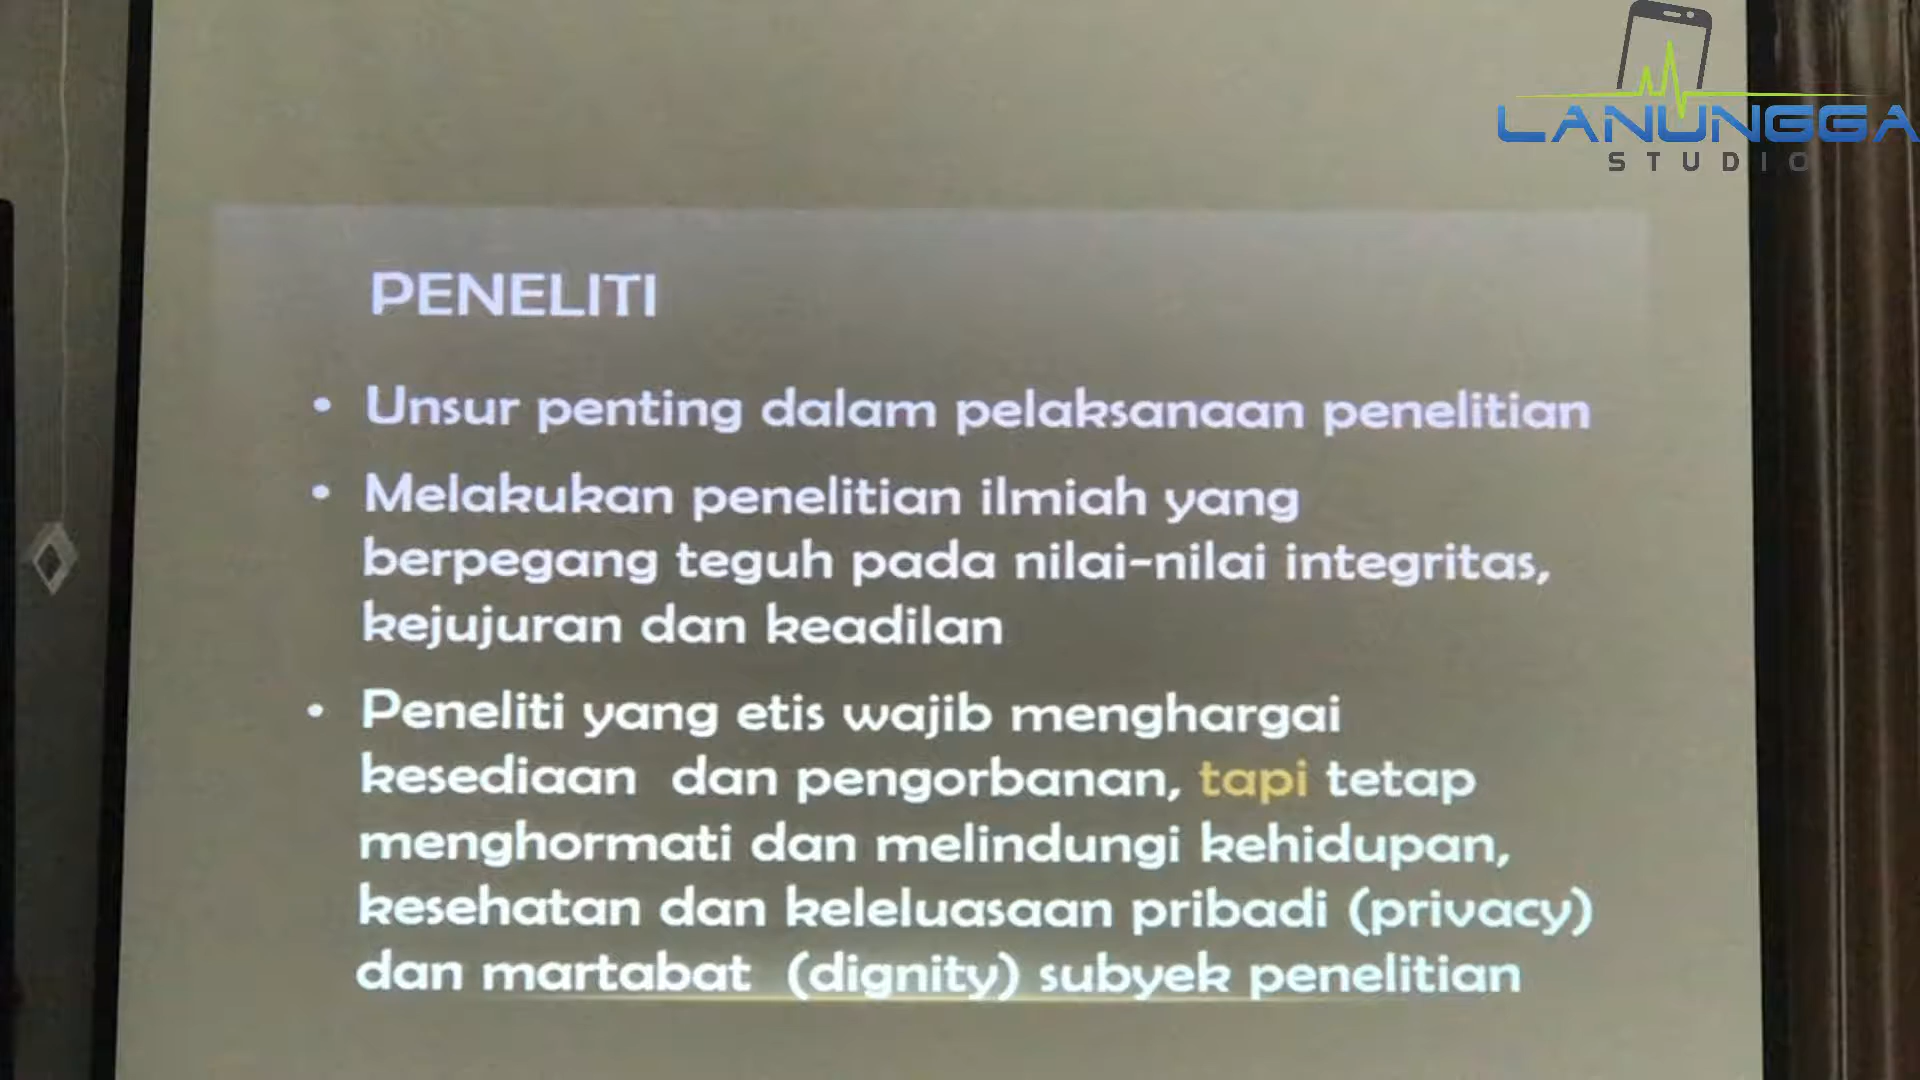 LANUNGGA
STUDIO
PENELITI
• Unsur penting dalam pelaksanaan penelitian
• Melakukan penelitian ilmiah yang
berpegang teguh pada nilai-nilai integritas,
kejujuran dan keadilan
• Peneliti yang etis wajib menghargai
kesediaan dan pengorbanan, tapi tetap
menghormati dan melindungi kehidupan,
kesehatan dan keleluasaan pribadi (privacy)
dan martabat (dignity) subyek penelitian